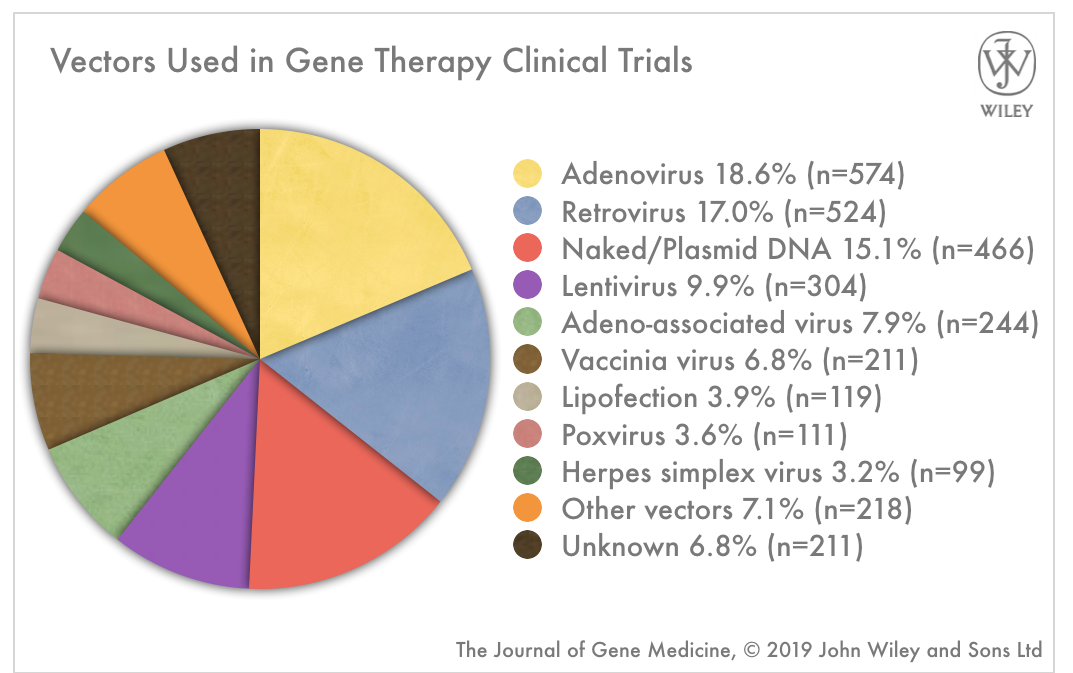 Vectors Used in Gene Therapy Clinical Trials
WILEY
Adenovirus 18.6% (n=574)
Retrovirus 17.0% (n=524)
Naked/Plasmid DNA 15.1% (n=466)
Lentivirus 9.9% (n=304)
Adeno-associated virus 7.9% (n=244)
Vaccinia virus 6.8% (n=211)
Lipofection 3.9% (n=119)
Poxvirus 3.6% (n=111)
Herpes simplex virus 3.2% (n=99)
Other vectors 7.1% (n=218)
Unknown 6.8% (n=211)
The Journal of Gene Medicine, © 2019 John Wiley and Sons Ltd